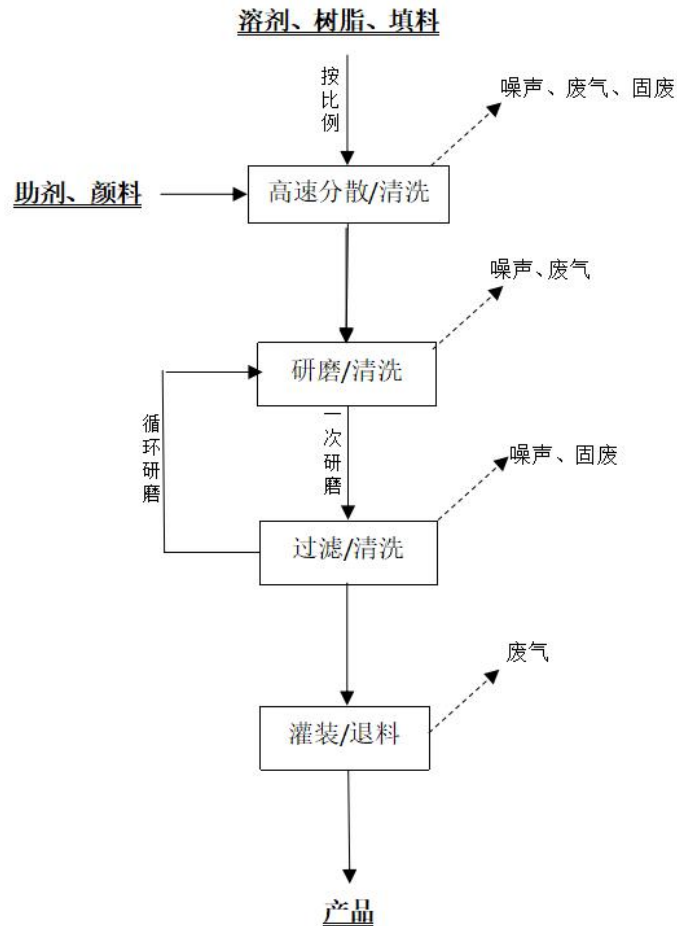 溶剂、树脂、填料
按比例
噪声、废气、固废
助剂、颜料
高速分散/清洗
噪声、废气
研磨/清洗
循环研磨
一次研磨
噪声、固废
过滤/清洗
废气
灌装/退料
产品